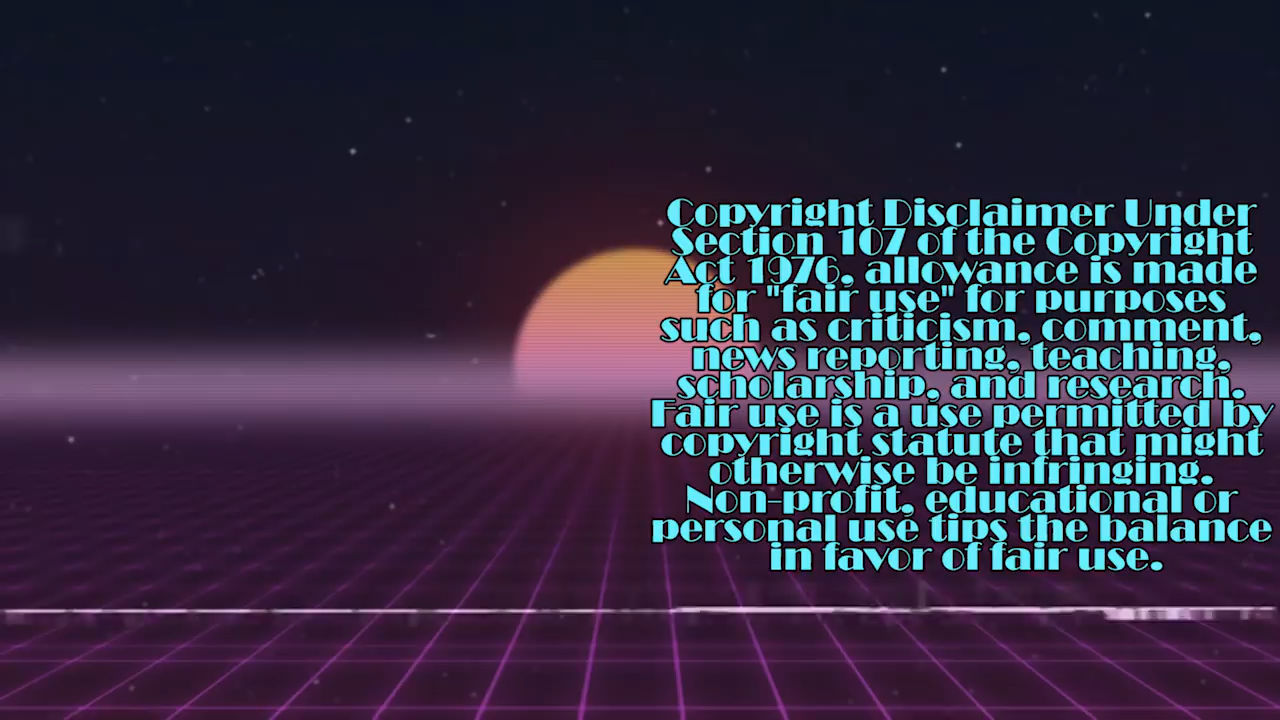 Copyright Disclaimer Under
Section 107 of the Copyright
Act 1976, allowance is made
for "fair use" for purposes
such as criticism, comment,
news reporting, teaching,
scholarship, and research.
Fair use is a use permitted by
copyright statute that might
otherwise be infringing.
Non-profit, educational or
personal use tips the balance
in favor of fair use.